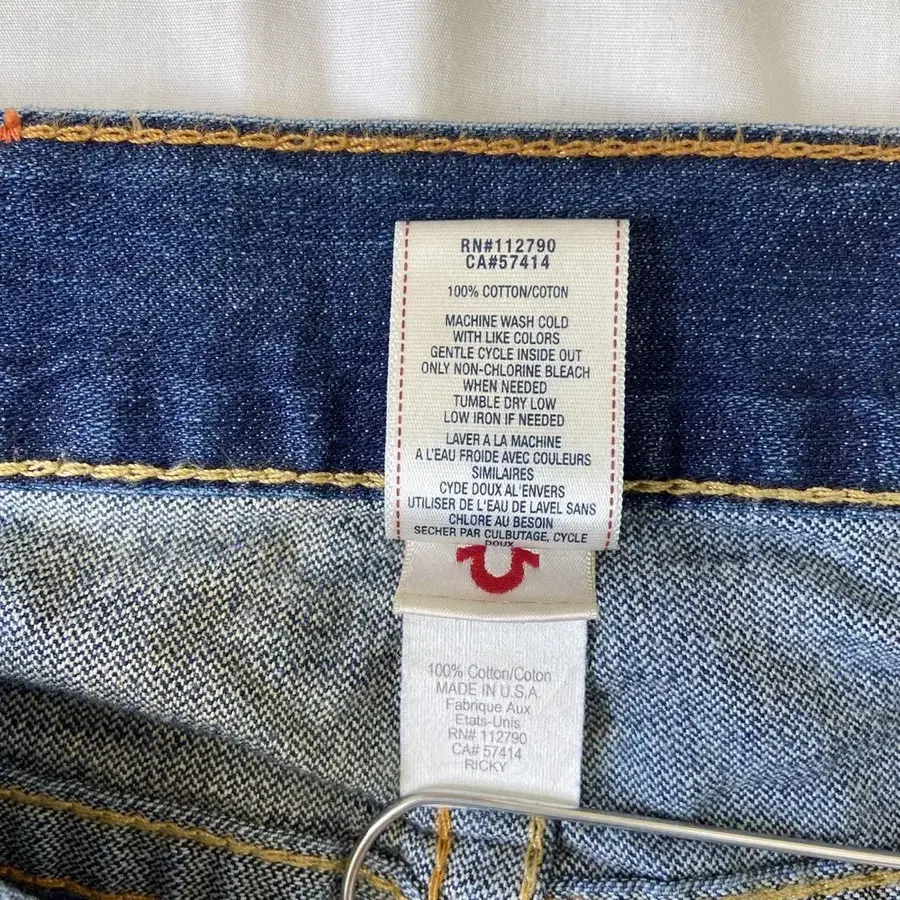 RN#112790
CA#57414
100% COTTON/COTON
MACHINE WASH COLD
WITH LIKE COLORS
GENTLE CYCLE INSIDE OUT
ONLY NON-CHLORINE BLEACH
WHEN NEEDED
TUMBLE DRY LOW
LOW IRON IF NEEDED
LAVER A LA MACHINE
A L'EAU FROIDE AVEC COULEURS
SIMILAIRES
CYDE DOUX AL'ENVERS
UTILISER DE L'EAU DE LAVEL SANS
CHLORE AU BESOIN
SECHER PAR CULBUTAGE, CYCLE
DOUX
100% Cotton/Coton
MADE IN U.S.A.
Fabrique Aux
Etats-Unis
RN# 112790
CA# 57414
RICKY